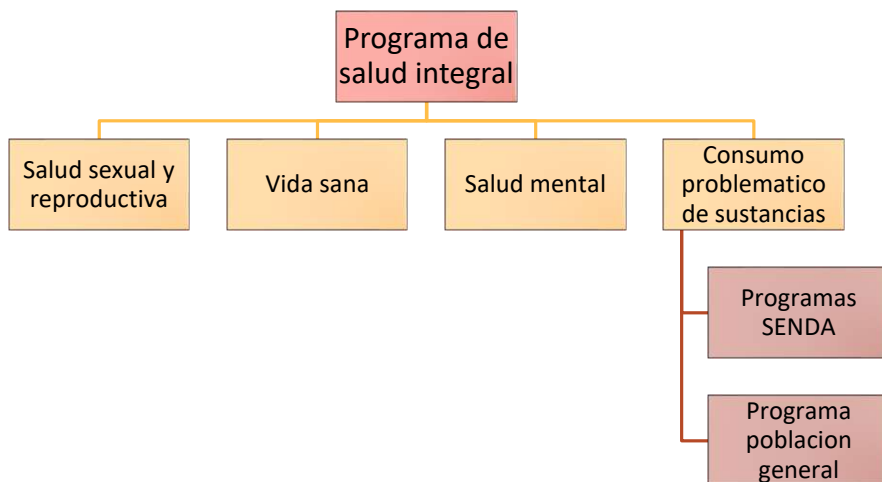 Programa de
salud integral
Salud sexual y
reproductiva
Vida sana
Salud mental
Consumo
problematico
de sustancias
Programas
SENDA
Programa
poblacion
general